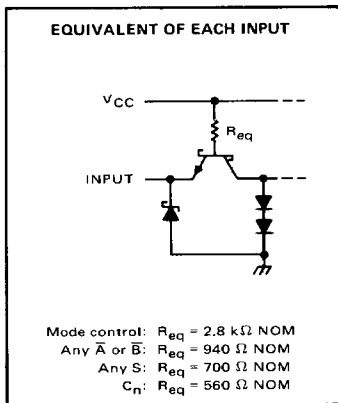 EQUIVALENT OF EACH INPUT
VCC
Req
INPUT
Mode control: Req = 2.8 kΩ NOM
Any A̅ or B̅: Req = 940 Ω NOM
Any S: Req = 700 Ω NOM
Cn: Req = 560 Ω NOM